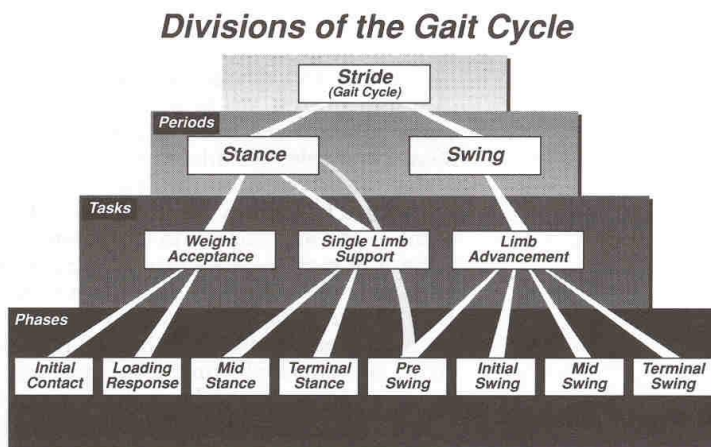 Divisions of the Gait Cycle
Stride
(Gait Cycle)
Periods
Stance
Swing
Tasks
Weight
Acceptance
Single Limb
Support
Limb
Advancement
Phases
Initial
Contact
Loading
Response
Mid
Stance
Terminal
Stance
Pre
Swing
Initial
Swing
Mid
Swing
Terminal
Swing